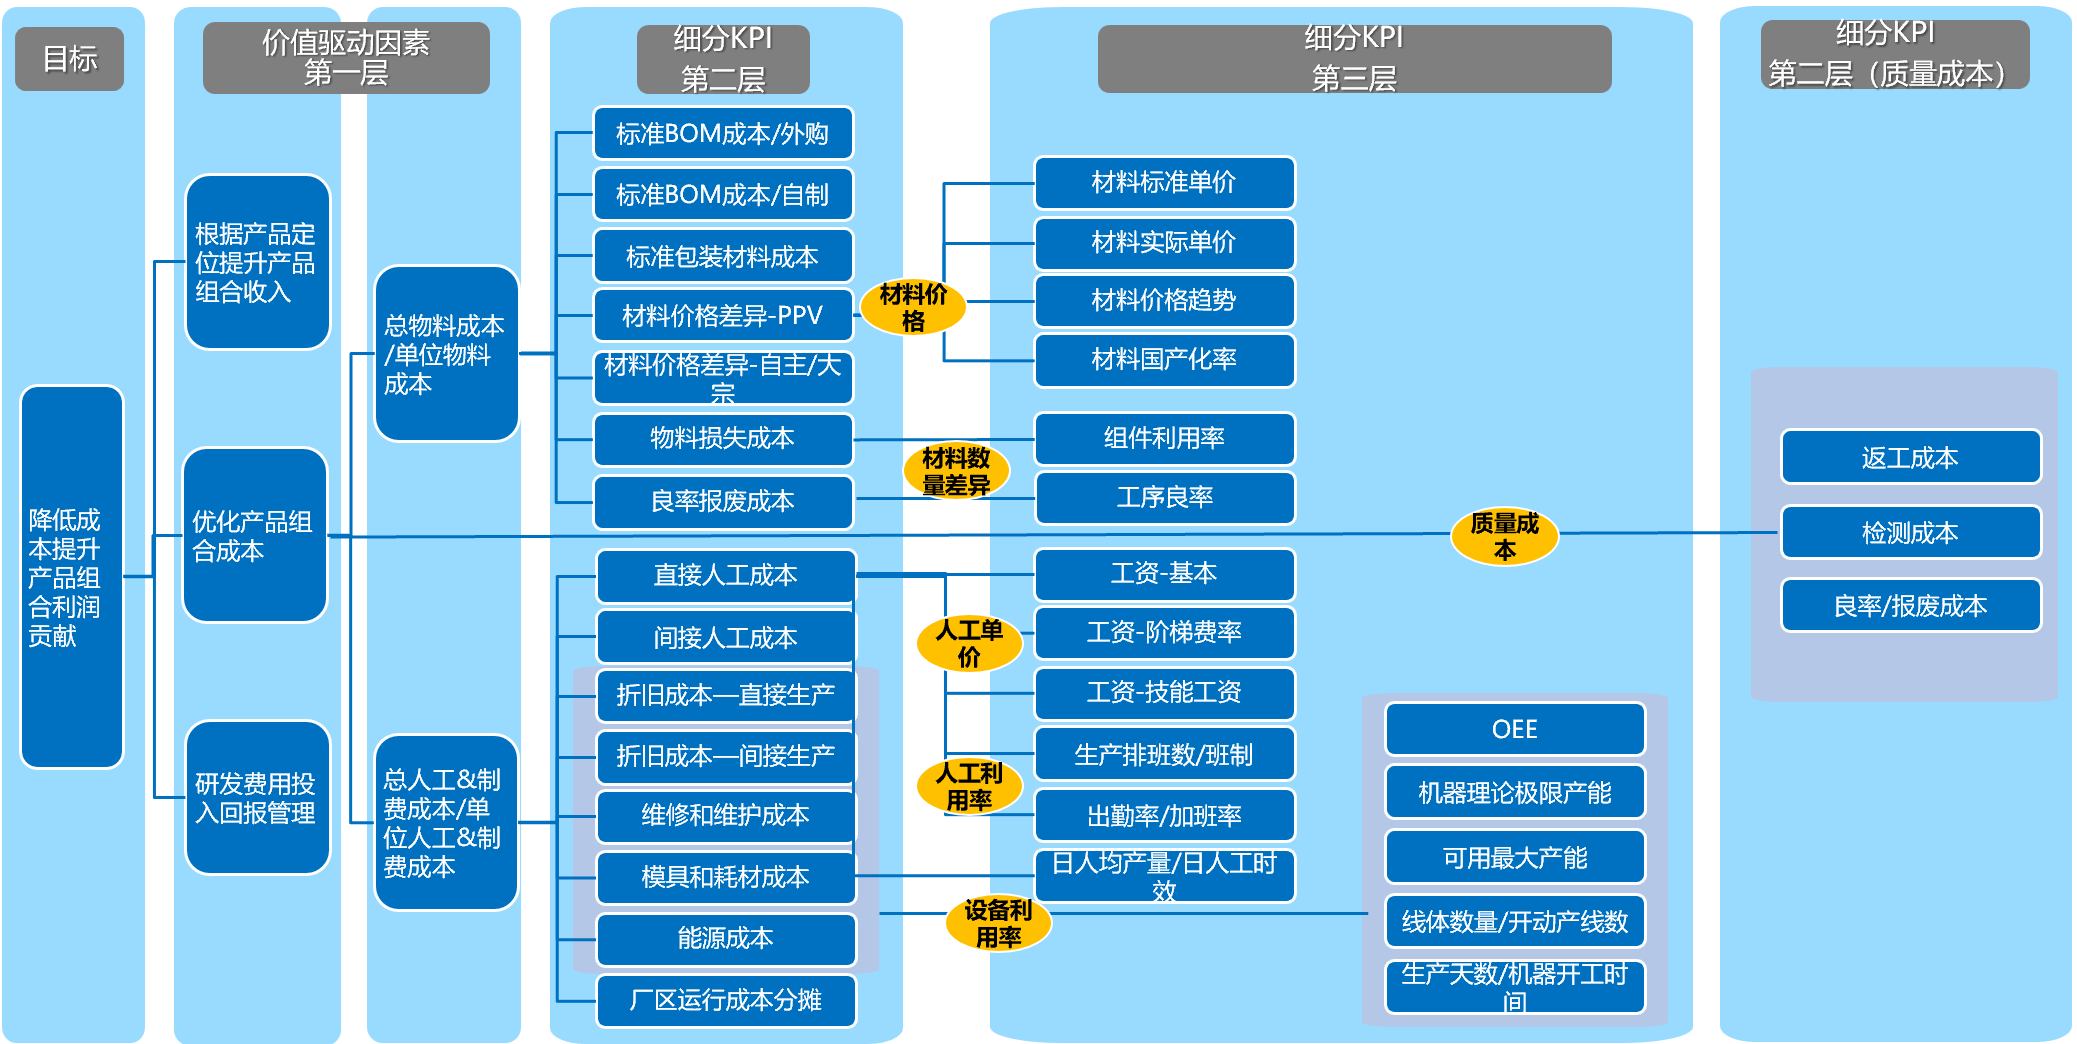 目标
价值驱动因素
第一层
细分KPI
第二层
细分KPI
第三层
细分KPI
第二层（质量成本）
降低成
本提升
产品组
合利润
贡献
根据产品定
位提升产品
组合收入
优化产品组
合成本
研发费用投
入回报管理
总物料成本
/单位物料
成本
总人工&制
费成本/单
位人工&制
费成本
标准BOM成本/外购
标准BOM成本/自制
标准包装材料成本
材料价格差异-PPV
材料价格差异-自主/大
宗
物料损失成本
良率报废成本
直接人工成本
间接人工成本
折旧成本—直接生产
折旧成本—间接生产
维修和维护成本
模具和耗材成本
能源成本
厂区运行成本分摊
材料价
格
材料数
量差异
人工单
价
人工利
用率
设备利
用率
质量成
本
材料标准单价
材料实际单价
材料价格趋势
材料国产化率
组件利用率
工序良率
工资-基本
工资-阶梯费率
工资-技能工资
生产排班数/班制
出勤率/加班率
日人均产量/日人工时
效
OEE
机器理论极限产能
可用最大产能
线体数量/开动产线数
生产天数/机器开工时
间
返工成本
检测成本
良率/报废成本